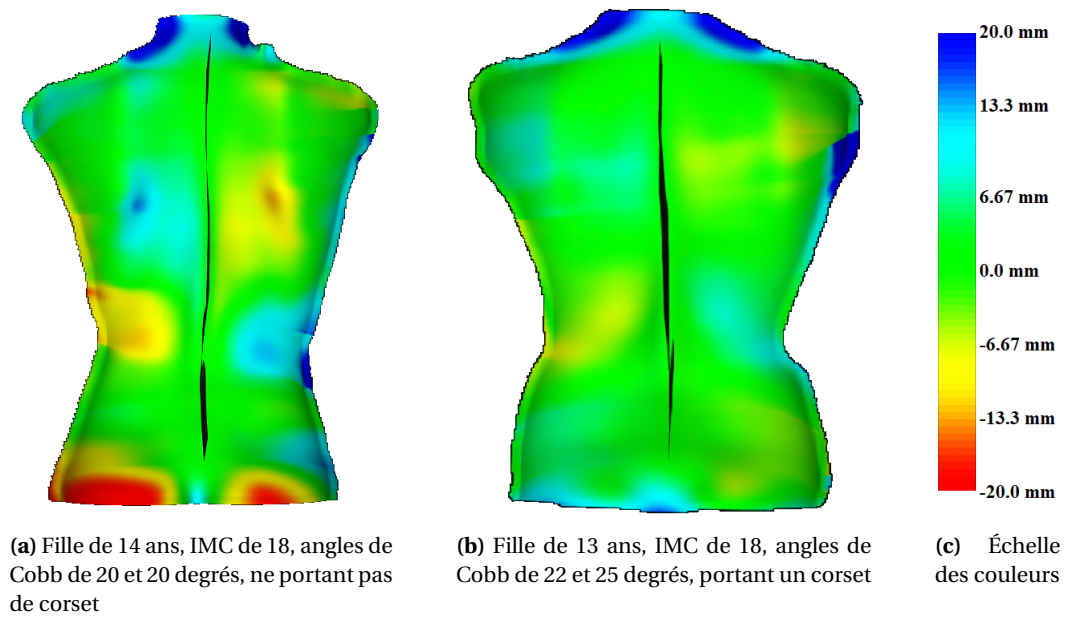 20.0 mm
13.3 mm
6.67 mm
0.0 mm
-6.67 mm
-13.3 mm
-20.0 mm
(a) Fille de 14 ans, IMC de 18, angles de
Cobb de 20 et 20 degrés, ne portant pas
de corset
(b) Fille de 13 ans, IMC de 18, angles de
Cobb de 22 et 25 degrés, portant un corset
(c) Échelle
des couleurs